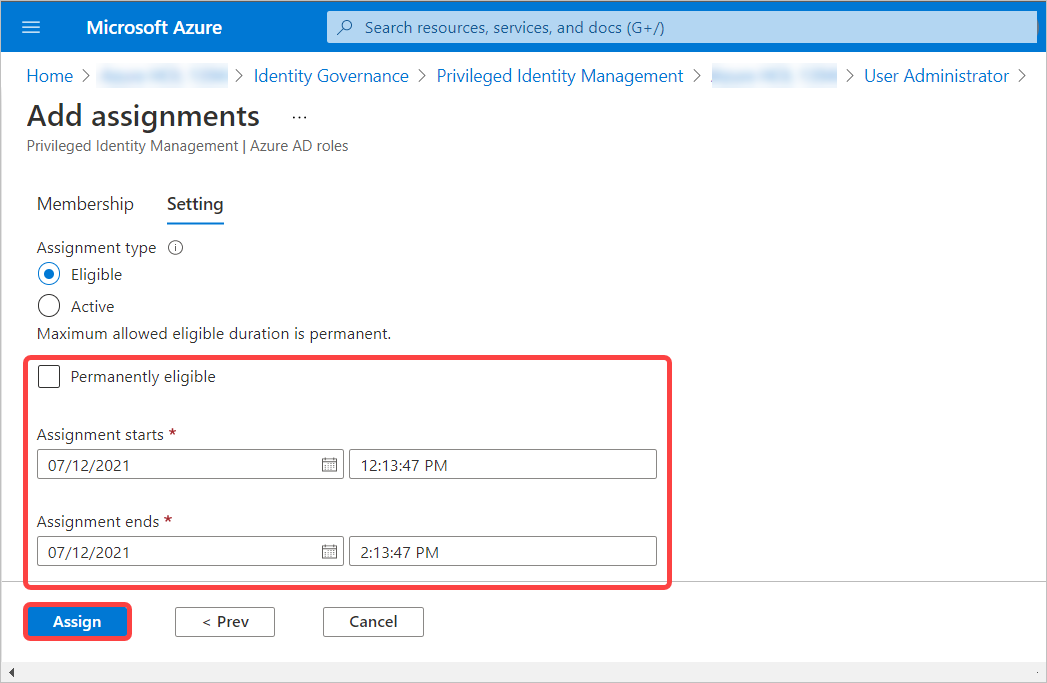 Microsoft Azure
Search resources, services, and docs (G+/)
Home > > Identity Governance > Privileged Identity Management > > User Administrator >
Add assignments ...
Privileged Identity Management | Azure AD roles
Membership Setting
Assignment type
Eligible
Active
Maximum allowed eligible duration is permanent.
Permanently eligible
Assignment starts *
07/12/2021 12:13:47 PM
Assignment ends *
07/12/2021 2:13:47 PM
Assign < Prev Cancel